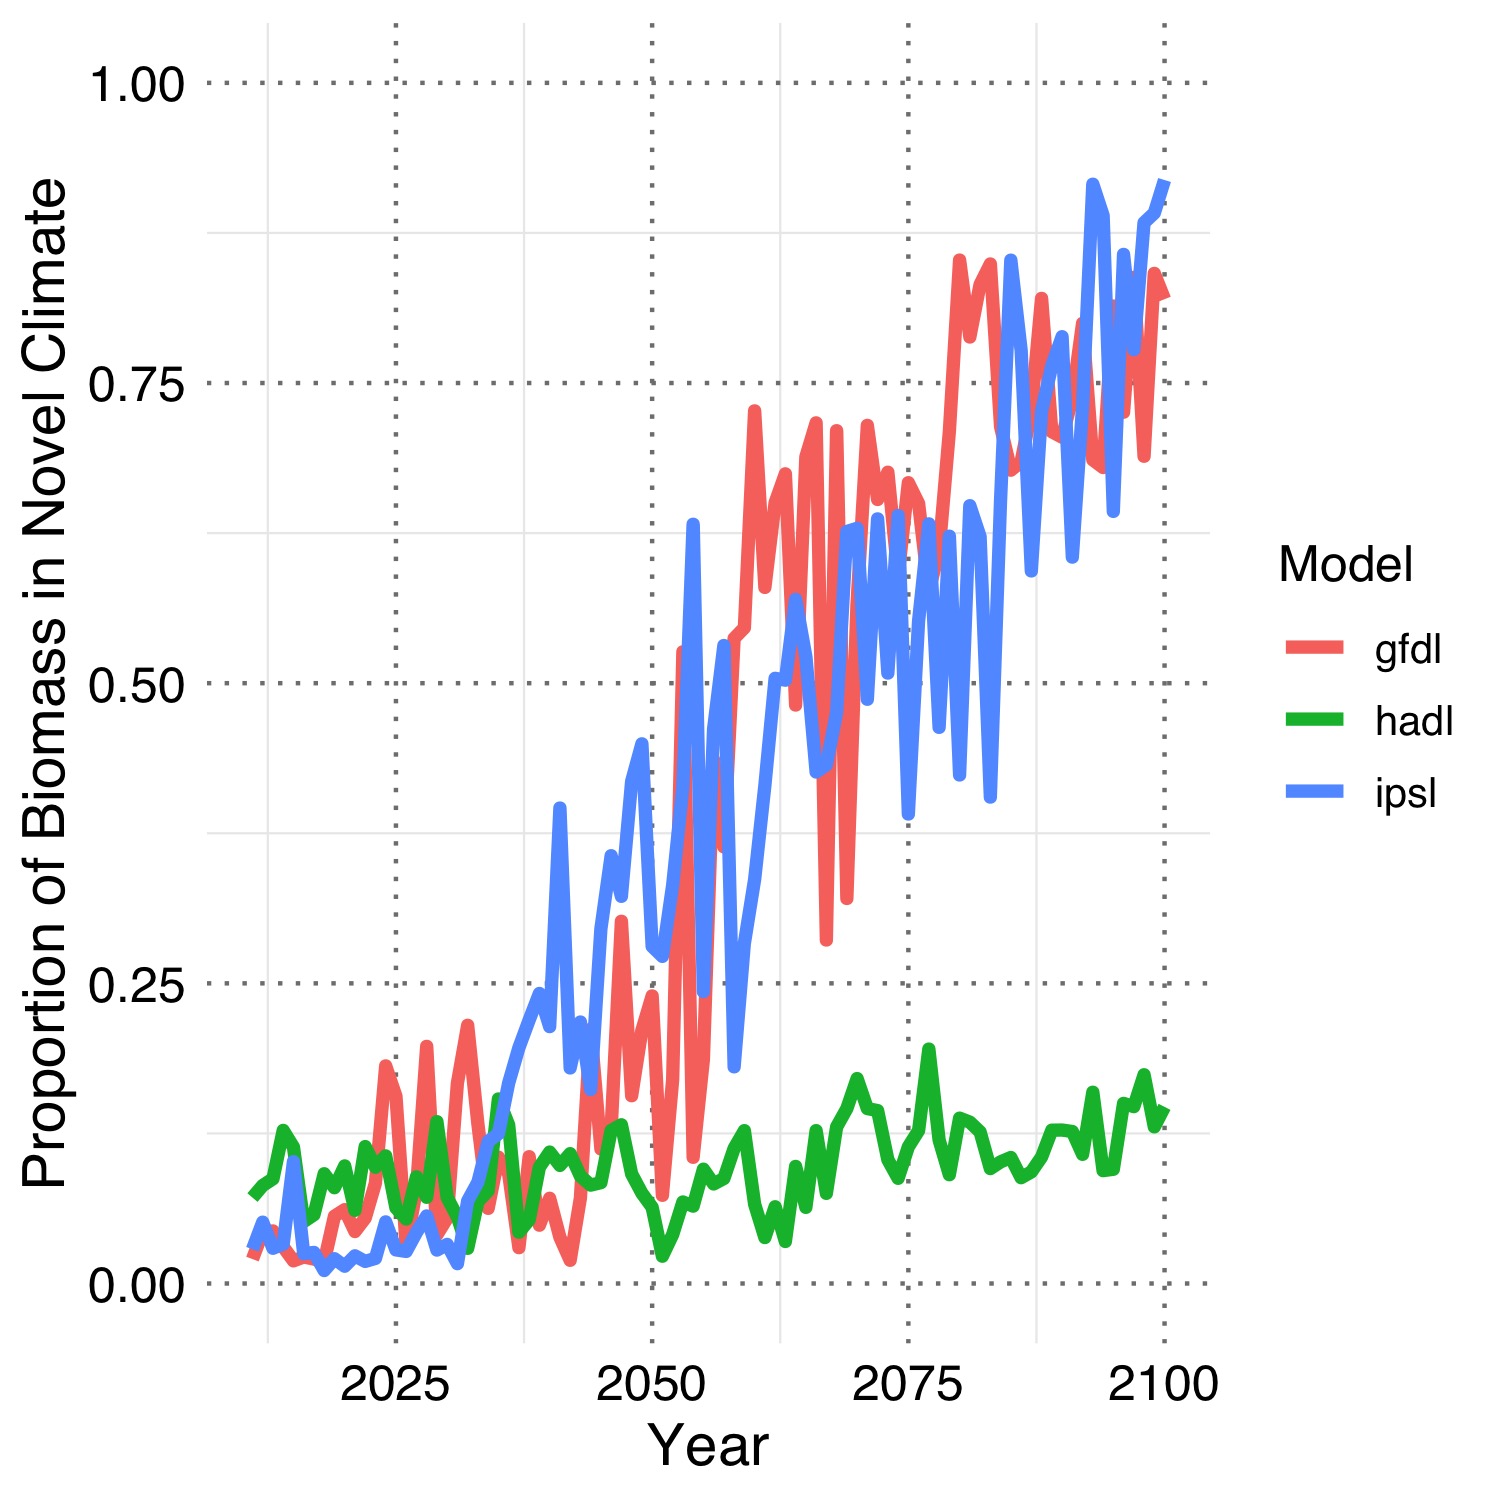 Proportion of Biomass in Novel Climate
1.00
0.75
0.50
0.25
0.00
2025 2050 2075 2100
Year
Model
gfdl
hadl
ipsl